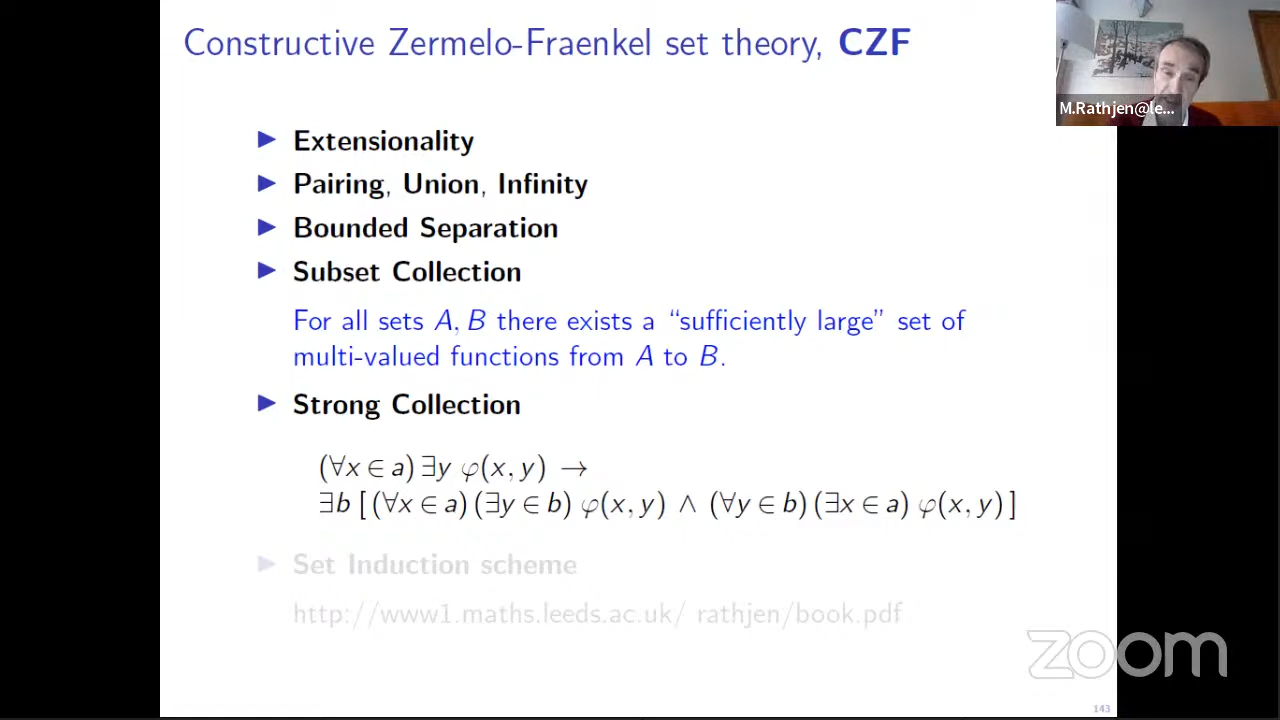 Constructive Zermelo-Fraenkel set theory, CZF
M.Rathjen@le...
▶ Extensionality
▶ Pairing, Union, Infinity
▶ Bounded Separation
▶ Subset Collection
For all sets A, B there exists a “sufficiently large” set of
multi-valued functions from A to B.
▶ Strong Collection
(∀x ∈ a) ∃y φ(x, y) →
∃b [ (∀x ∈ a) (∃y ∈ b) φ(x, y) ∧ (∀y ∈ b) (∃x ∈ a) φ(x, y) ]
▶ Set Induction scheme
http://www1.maths.leeds.ac.uk/ rathjen/book.pdf
zoom
143